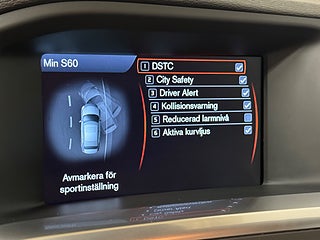 Min S60
1 DSTC
2 City Safety
3 Driver Alert
4 Kollisionsvarning
5 Reducerad larmnivå
6 Aktiva kurvljus
Avmarkera för
sportinställning